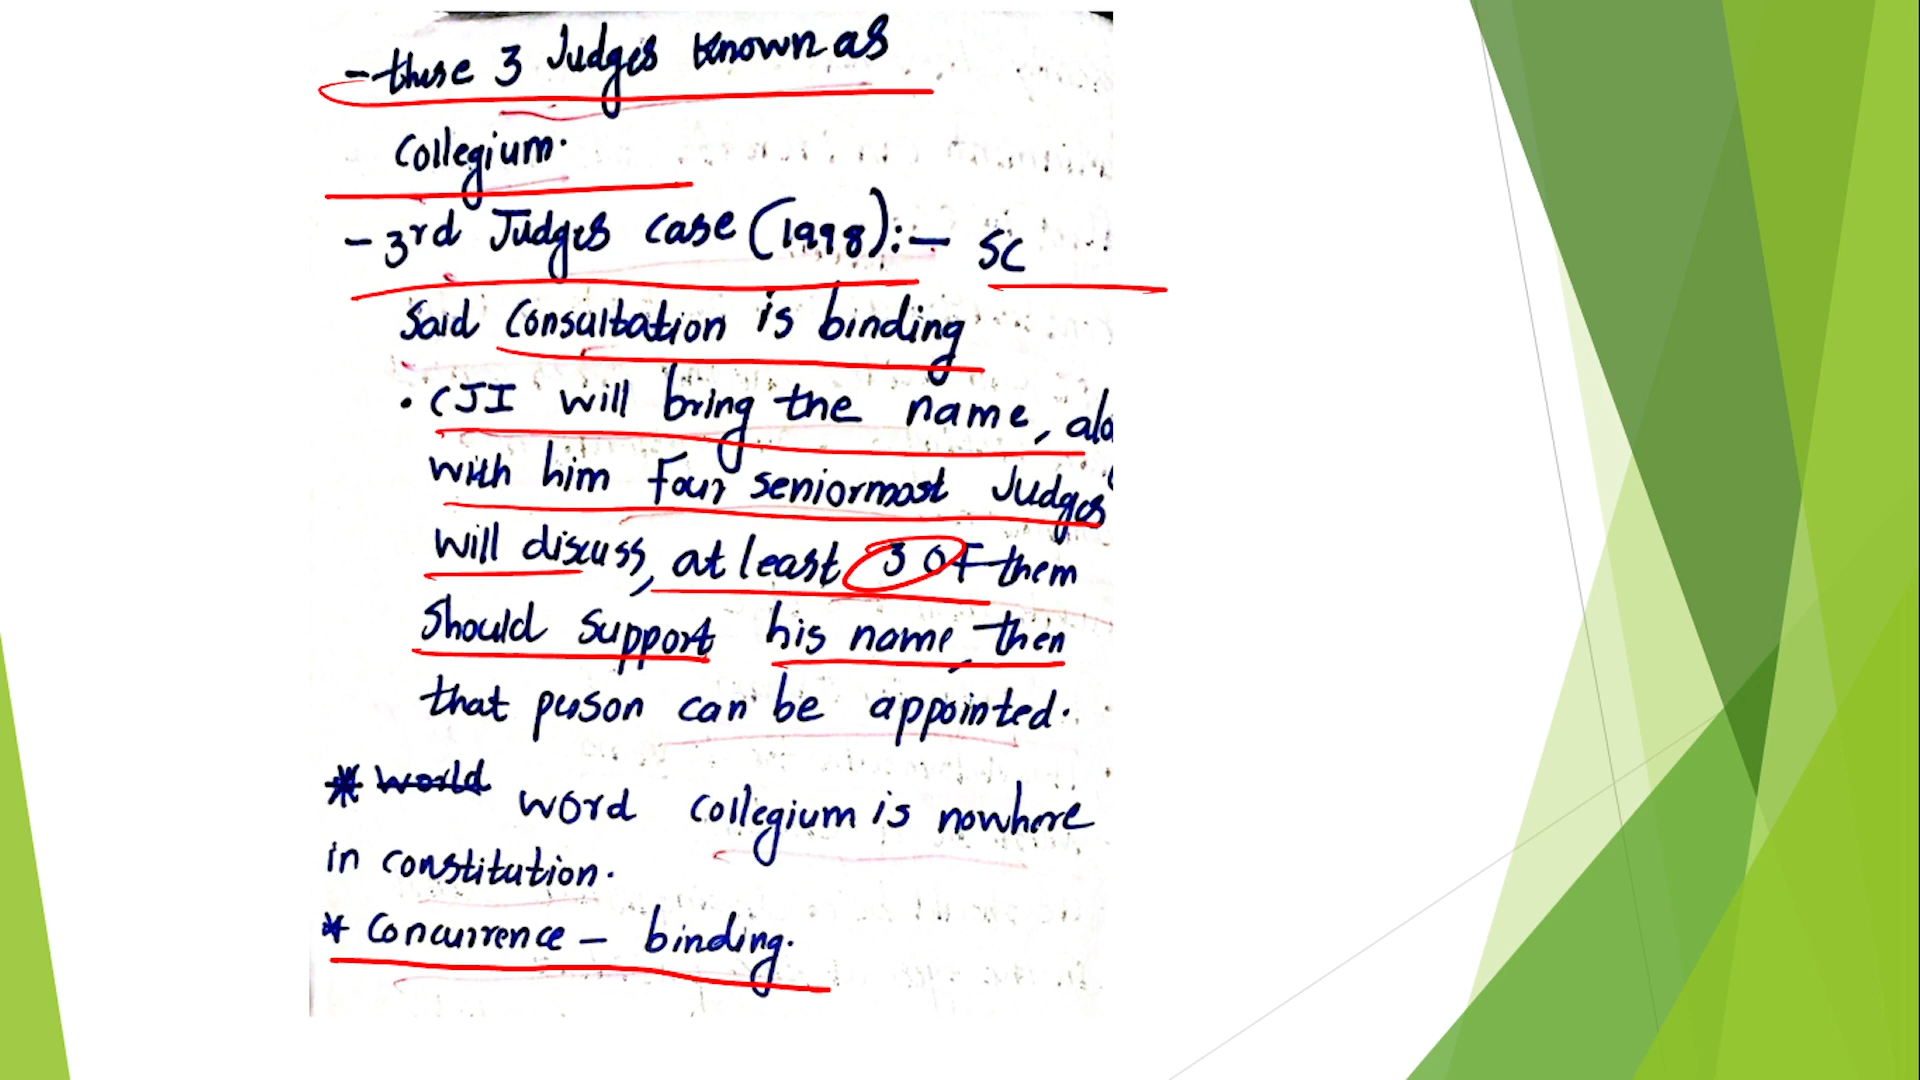 - these 3 Judges known as
Collegium.
- 3rd Judges case (1998):- SC
Said Consultation is binding
. CJI will bring the name, alo
with him Four seniormost Judges
will discuss, at least 3 OF them
Should Support his name, then
that person can be appointed.
* world word collegium is nowhere
in constitution.
* Concurrence - binding.